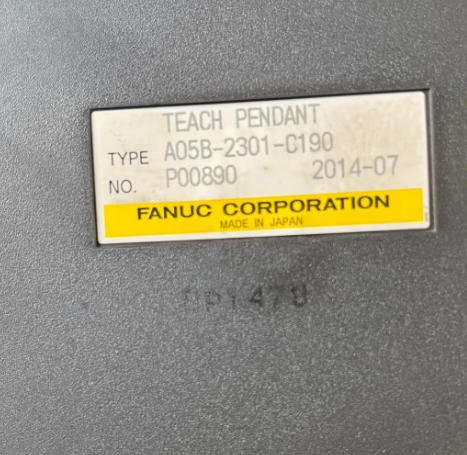 TEACH PENDANT
TYPE A05B-2301-C190
NO. P00890 2014-07
FANUC CORPORATION
MADE IN JAPAN